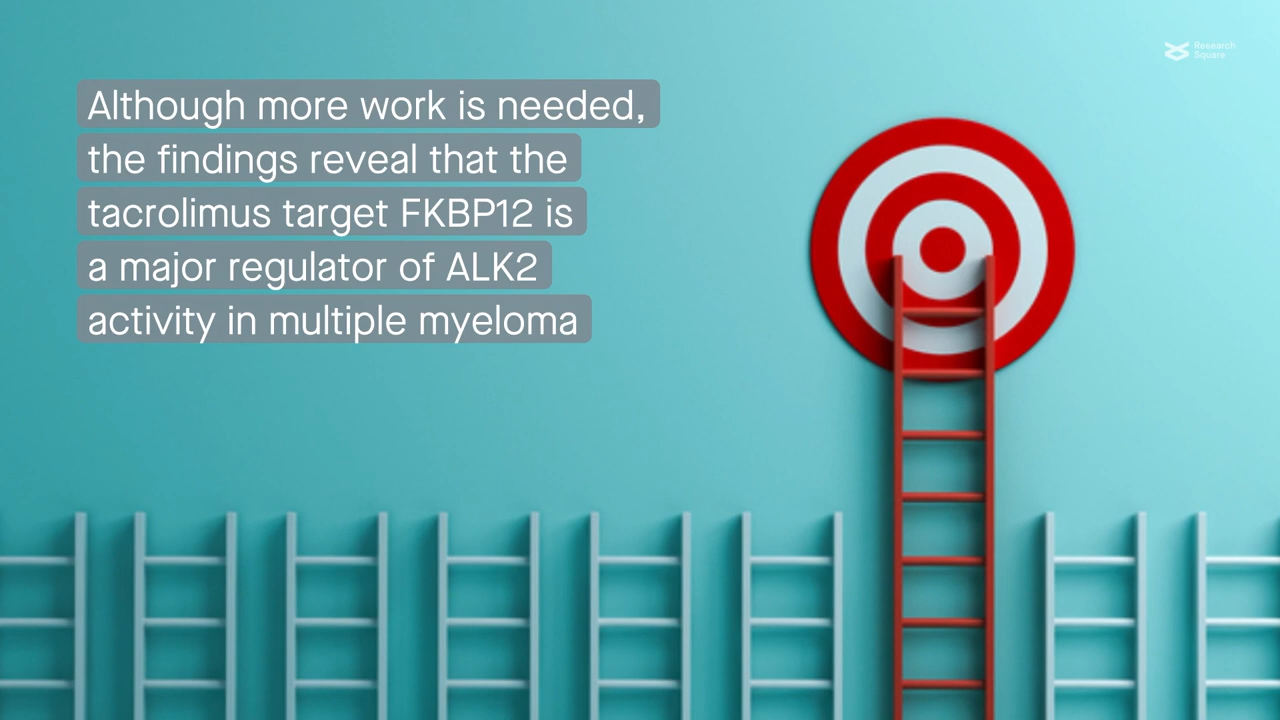 Research
Square
Although more work is needed,
the findings reveal that the
tacrolimus target FKBP12 is
a major regulator of ALK2
activity in multiple myeloma